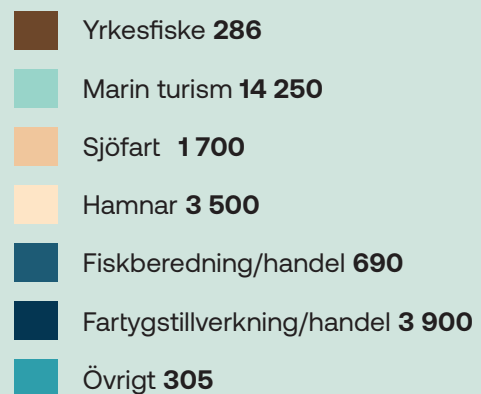 Yrkesfiske 286
Marin turism 14 250
Sjöfart 1 700
Hamnar 3 500
Fiskberedning/handel 690
Fartygstillverkning/handel 3 900
Övrigt 305